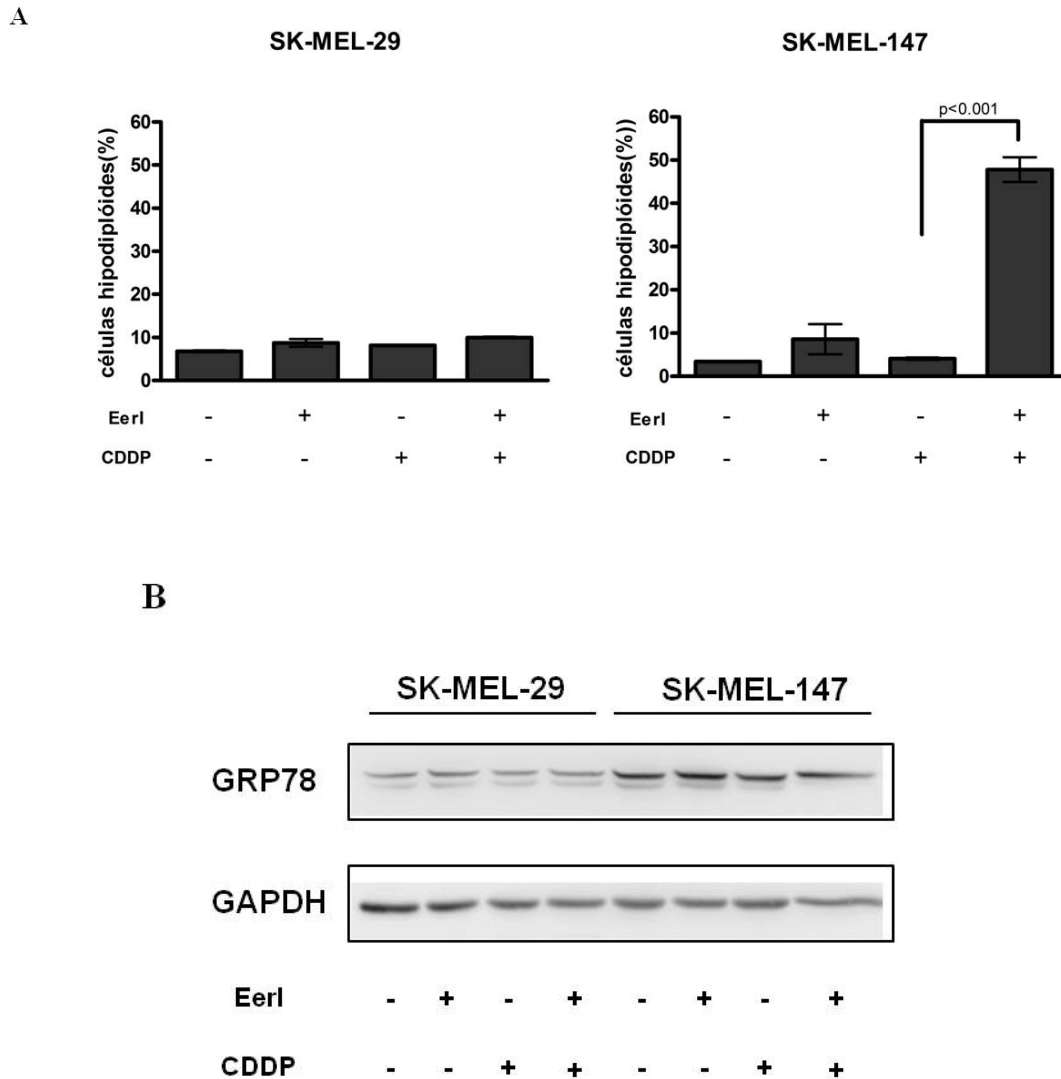 A
SK-MEL-29
células hipodiplóides(%)
60
50
40
30
20
10
0
EerI - + - +
CDDP - - + +
SK-MEL-147
células hipodiplóides(%))
60
50
40
30
20
10
0
p<0.001
EerI - + - +
CDDP - - + +
B
SK-MEL-29 SK-MEL-147
GRP78
GAPDH
EerI - + - + - + - +
CDDP - - + + - - + +